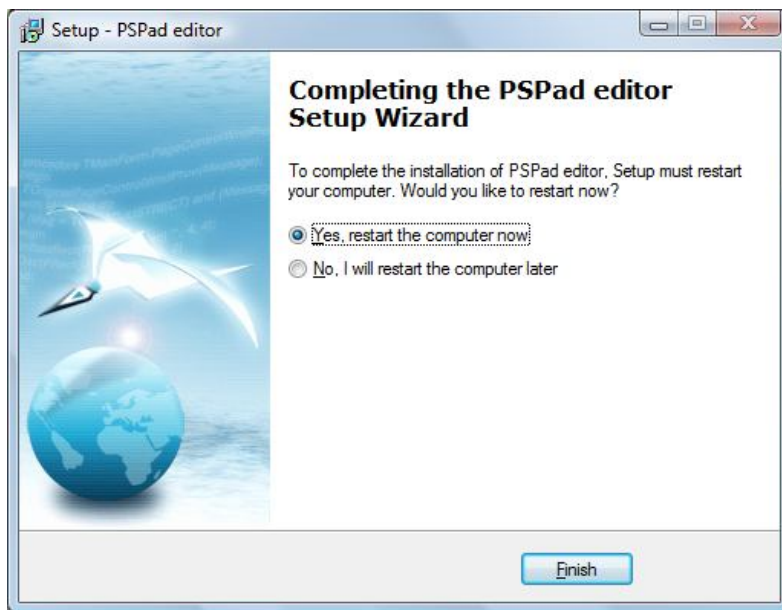 Setup - PSPad editor
Completing the PSPad editor
Setup Wizard
To complete the installation of PSPad editor, Setup must restart
your computer. Would you like to restart now?
Yes, restart the computer now
No, I will restart the computer later
Finish